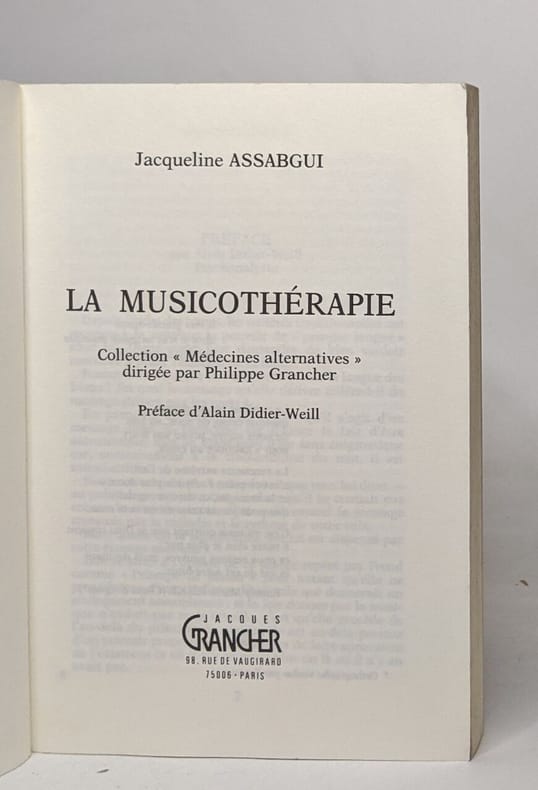 Jacqueline ASSABGUI
LA MUSICOTHÉRAPIE
Collection « Médecines alternatives »
dirigée par Philippe Grancher
Préface d'Alain Didier-Weill
JACQUES
GRANCHER
98, RUE DE VAUGIRARD
75006 · PARIS